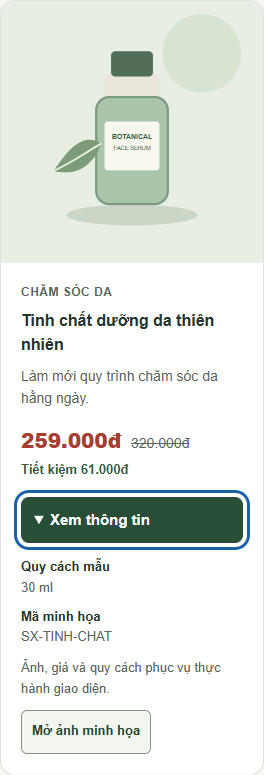 BOTANICAL
FACE SERUM
CHĂM SÓC DA
Tinh chất dưỡng da thiên
nhiên
Làm mới quy trình chăm sóc da
hằng ngày.
259.000đ 320.000đ
Tiết kiệm 61.000đ
▼ Xem thông tin
Quy cách mẫu
30 ml
Mã minh họa
SX-TINH-CHAT
Ảnh, giá và quy cách phục vụ thực
hành giao diện.
Mở ảnh minh họa